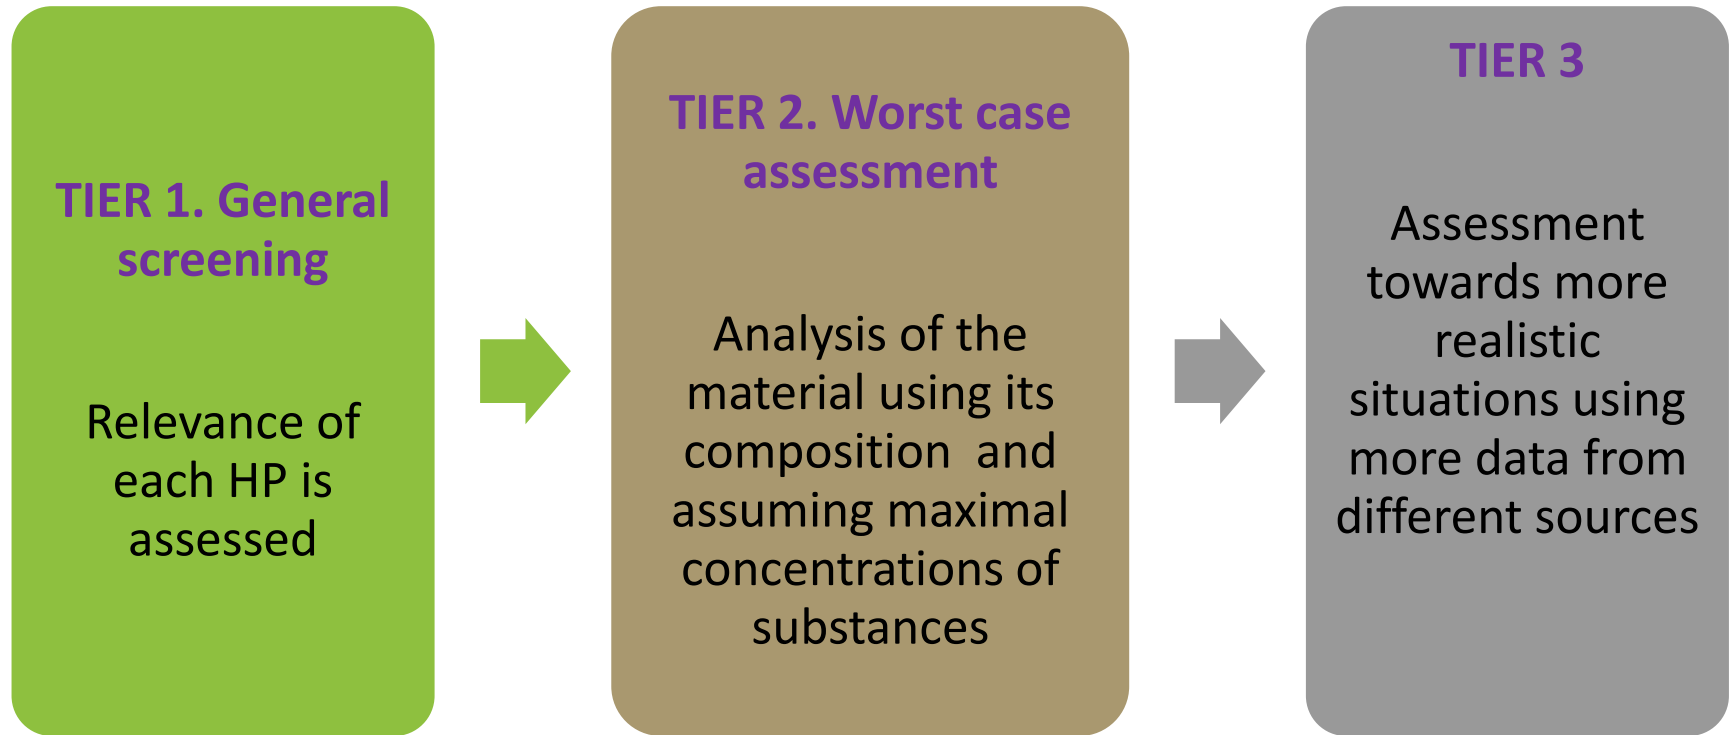 TIER 1. General
screening
Relevance of
each HP is
assessed
TIER 2. Worst case
assessment
Analysis of the
material using its
composition  and
assuming maximal
concentrations of
substances
TIER 3
Assessment
towards more
realistic
situations using
more data from
different sources